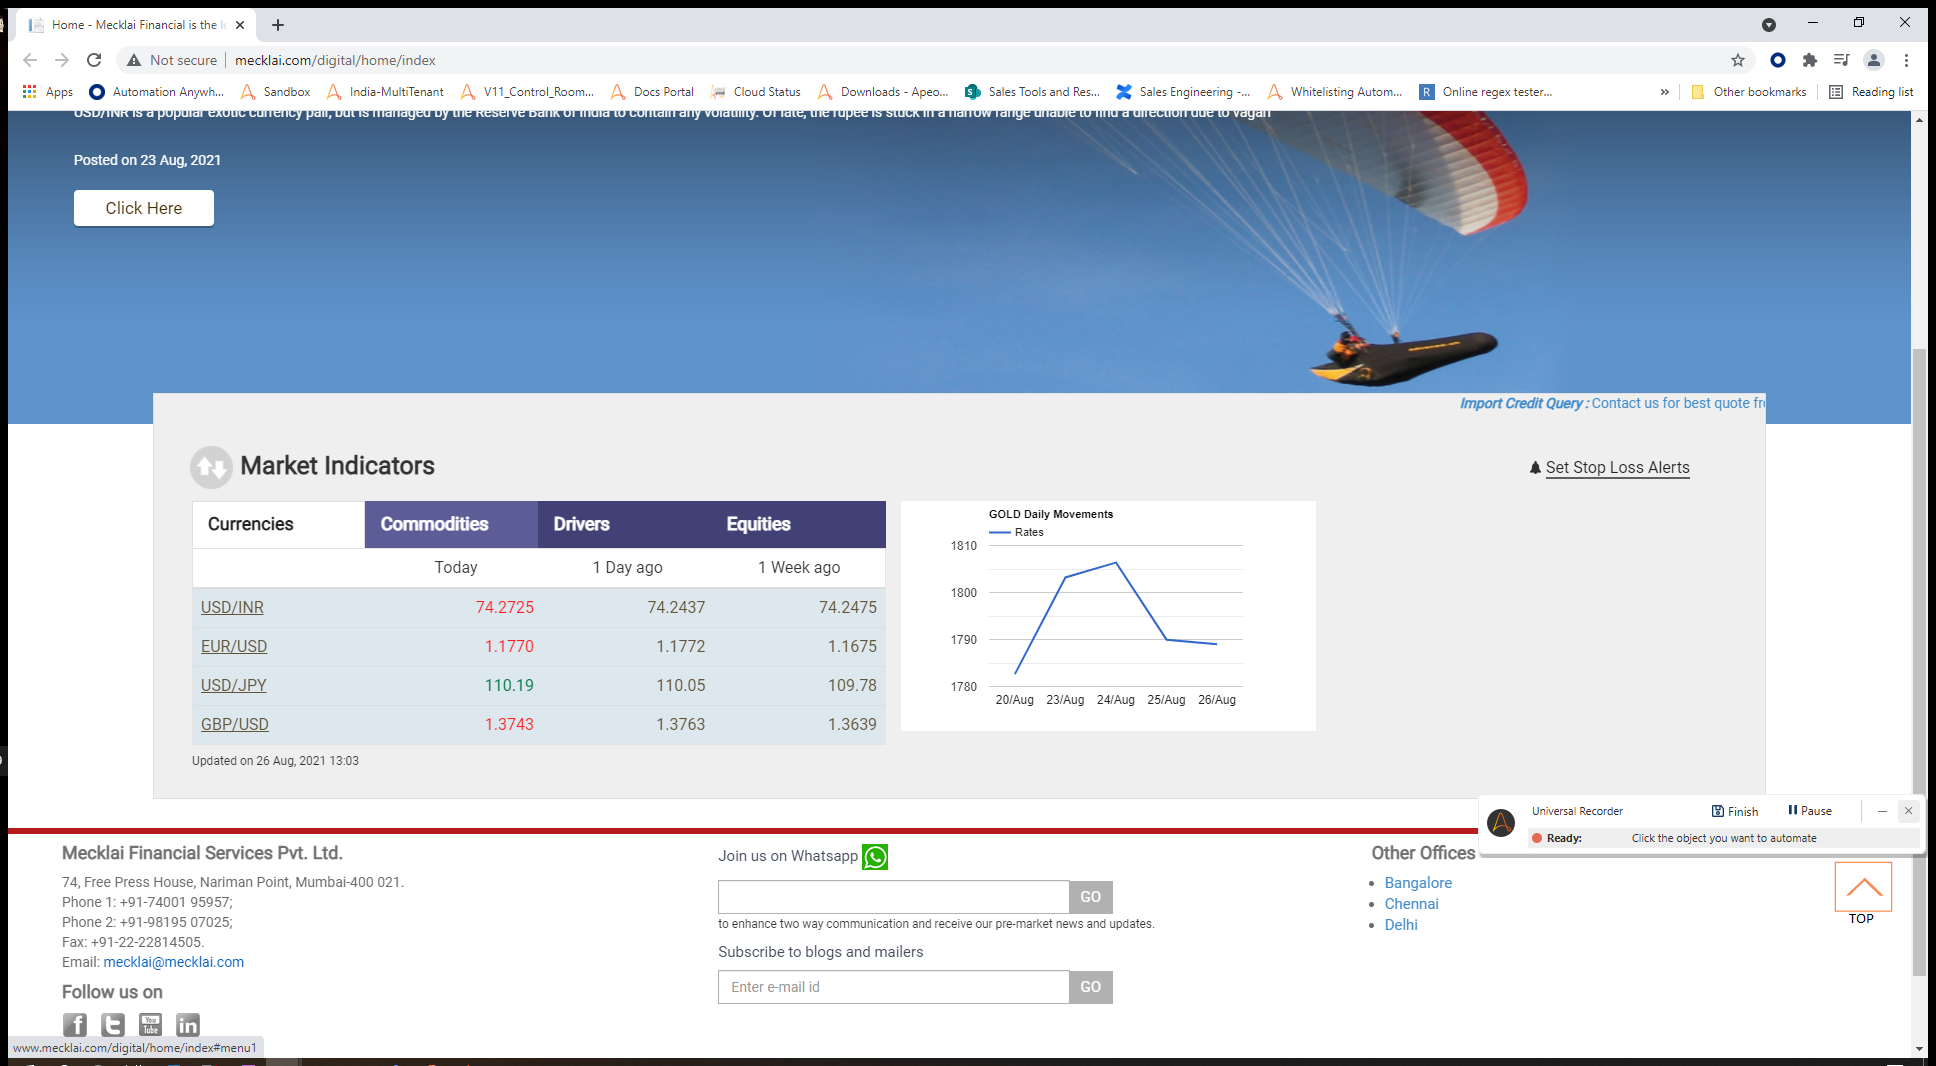 Home - Mecklai Financial is the l
Not secure
mecklai.com/digital/home/index
Apps
Automation Anywh...
Sandbox
India-MultiTenant
V11_Control_Room...
Docs Portal
Cloud Status
Downloads - Apeo...
Sales Tools and Res...
Sales Engineering -...
Whitelisting Autom...
R
Online regex tester...
»
Other bookmarks
Reading list
USD/INR is a popular exotic currency pair, but is managed by the Reserve Bank of India to contain any volatility. Of late, the rupee is stuck in a narrow range unable to find a direction due to vagari
Posted on 23 Aug, 2021
Click Here
Import Credit Query : Contact us for best quote fr
Market Indicators
Set Stop Loss Alerts
Currencies Commodities Drivers Equities
Today 1 Day ago 1 Week ago
USD/INR 74.2725 74.2437 74.2475
EUR/USD 1.1770 1.1772 1.1675
USD/JPY 110.19 110.05 109.78
GBP/USD 1.3743 1.3763 1.3639
Updated on 26 Aug, 2021 13:03
GOLD Daily Movements
Rates
1810
1800
1790
1780
20/Aug 23/Aug 24/Aug 25/Aug 26/Aug
Universal Recorder
Finish
Pause
Ready:
Click the object you want to automate
Mecklai Financial Services Pvt. Ltd.
74, Free Press House, Nariman Point, Mumbai-400 021.
Phone 1: +91-74001 95957;
Phone 2: +91-98195 07025;
Fax: +91-22-22814505.
Email: mecklai@mecklai.com
Follow us on
f t You Tube in
Join us on Whatsapp
GO
to enhance two way communication and receive our pre-market news and updates.
Subscribe to blogs and mailers
Enter e-mail id
GO
Other Offices
Bangalore
Chennai
Delhi
TOP
www.mecklai.com/digital/home/index#menu1